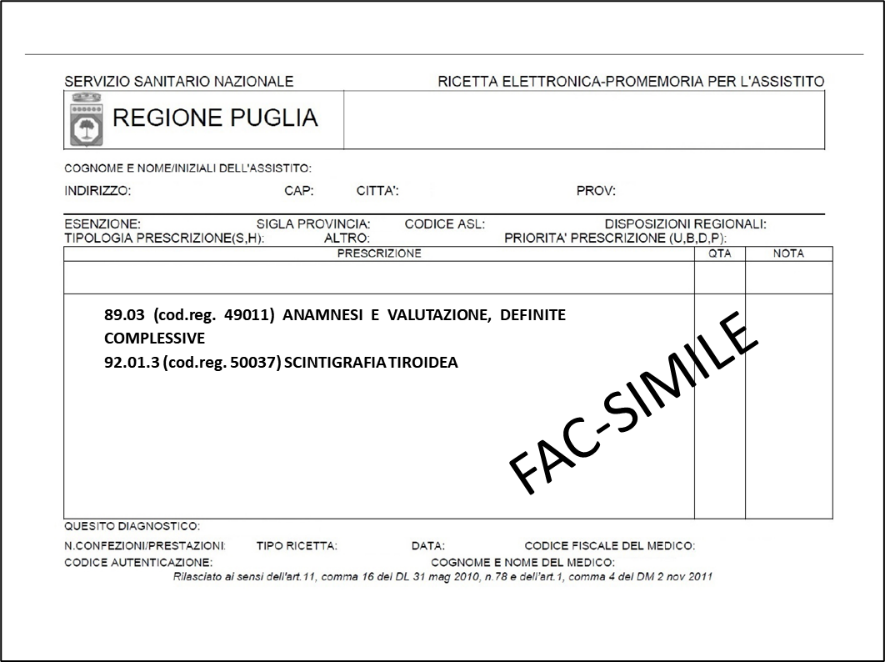 SERVIZIO SANITARIO NAZIONALE RICETTA ELETTRONICA-PROMEMORIA PER L'ASSISTITO
REGIONE PUGLIA
COGNOME E NOME/INIZIALI DELL'ASSISTITO:
INDIRIZZO: CAP: CITTA': PROV:
ESENZIONE: SIGLA PROVINCIA: CODICE ASL: DISPOSIZIONI REGIONALI:
TIPOLOGIA PRESCRIZIONE(S,H): ALTRO: PRIORITA' PRESCRIZIONE (U,B,D,P):
PRESCRIZIONE QTA NOTA
89.03 (cod.reg. 49011) ANAMNESI E VALUTAZIONE, DEFINITE
COMPLESSIVE
92.01.3 (cod.reg. 50037) SCINTIGRAFIA TIROIDEA
FAC-SIMILE
QUESITO DIAGNOSTICO:
N.CONFEZIONI/PRESTAZIONI: TIPO RICETTA: DATA: CODICE FISCALE DEL MEDICO:
CODICE AUTENTICAZIONE: COGNOME E NOME DEL MEDICO:
Rilasciato ai sensi dell'art.11, comma 16 del DL 31 mag 2010, n.78 e dell'art.1, comma 4 del DM 2 nov 2011